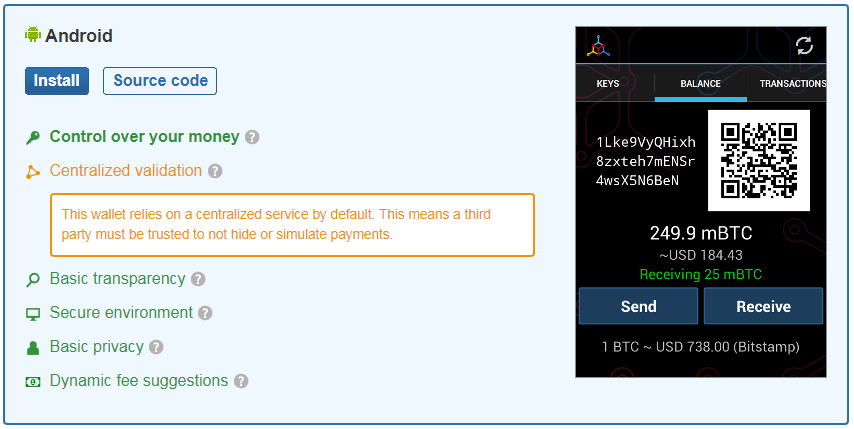 Android
Install
Source code
Control over your money ?
Centralized validation ?
This wallet relies on a centralized service by default. This means a third
party must be trusted to not hide or simulate payments.
Basic transparency ?
Secure environment ?
Basic privacy ?
Dynamic fee suggestions ?
KEYS
BALANCE
TRANSACTIONS
1Lke9VyQHixh
8zxteh7mENSr
4wsX5N6BeN
249.9 mBTC
~USD 184.43
Receiving 25 mBTC
Send
Receive
1 BTC ~ USD 738.00 (Bitstamp)